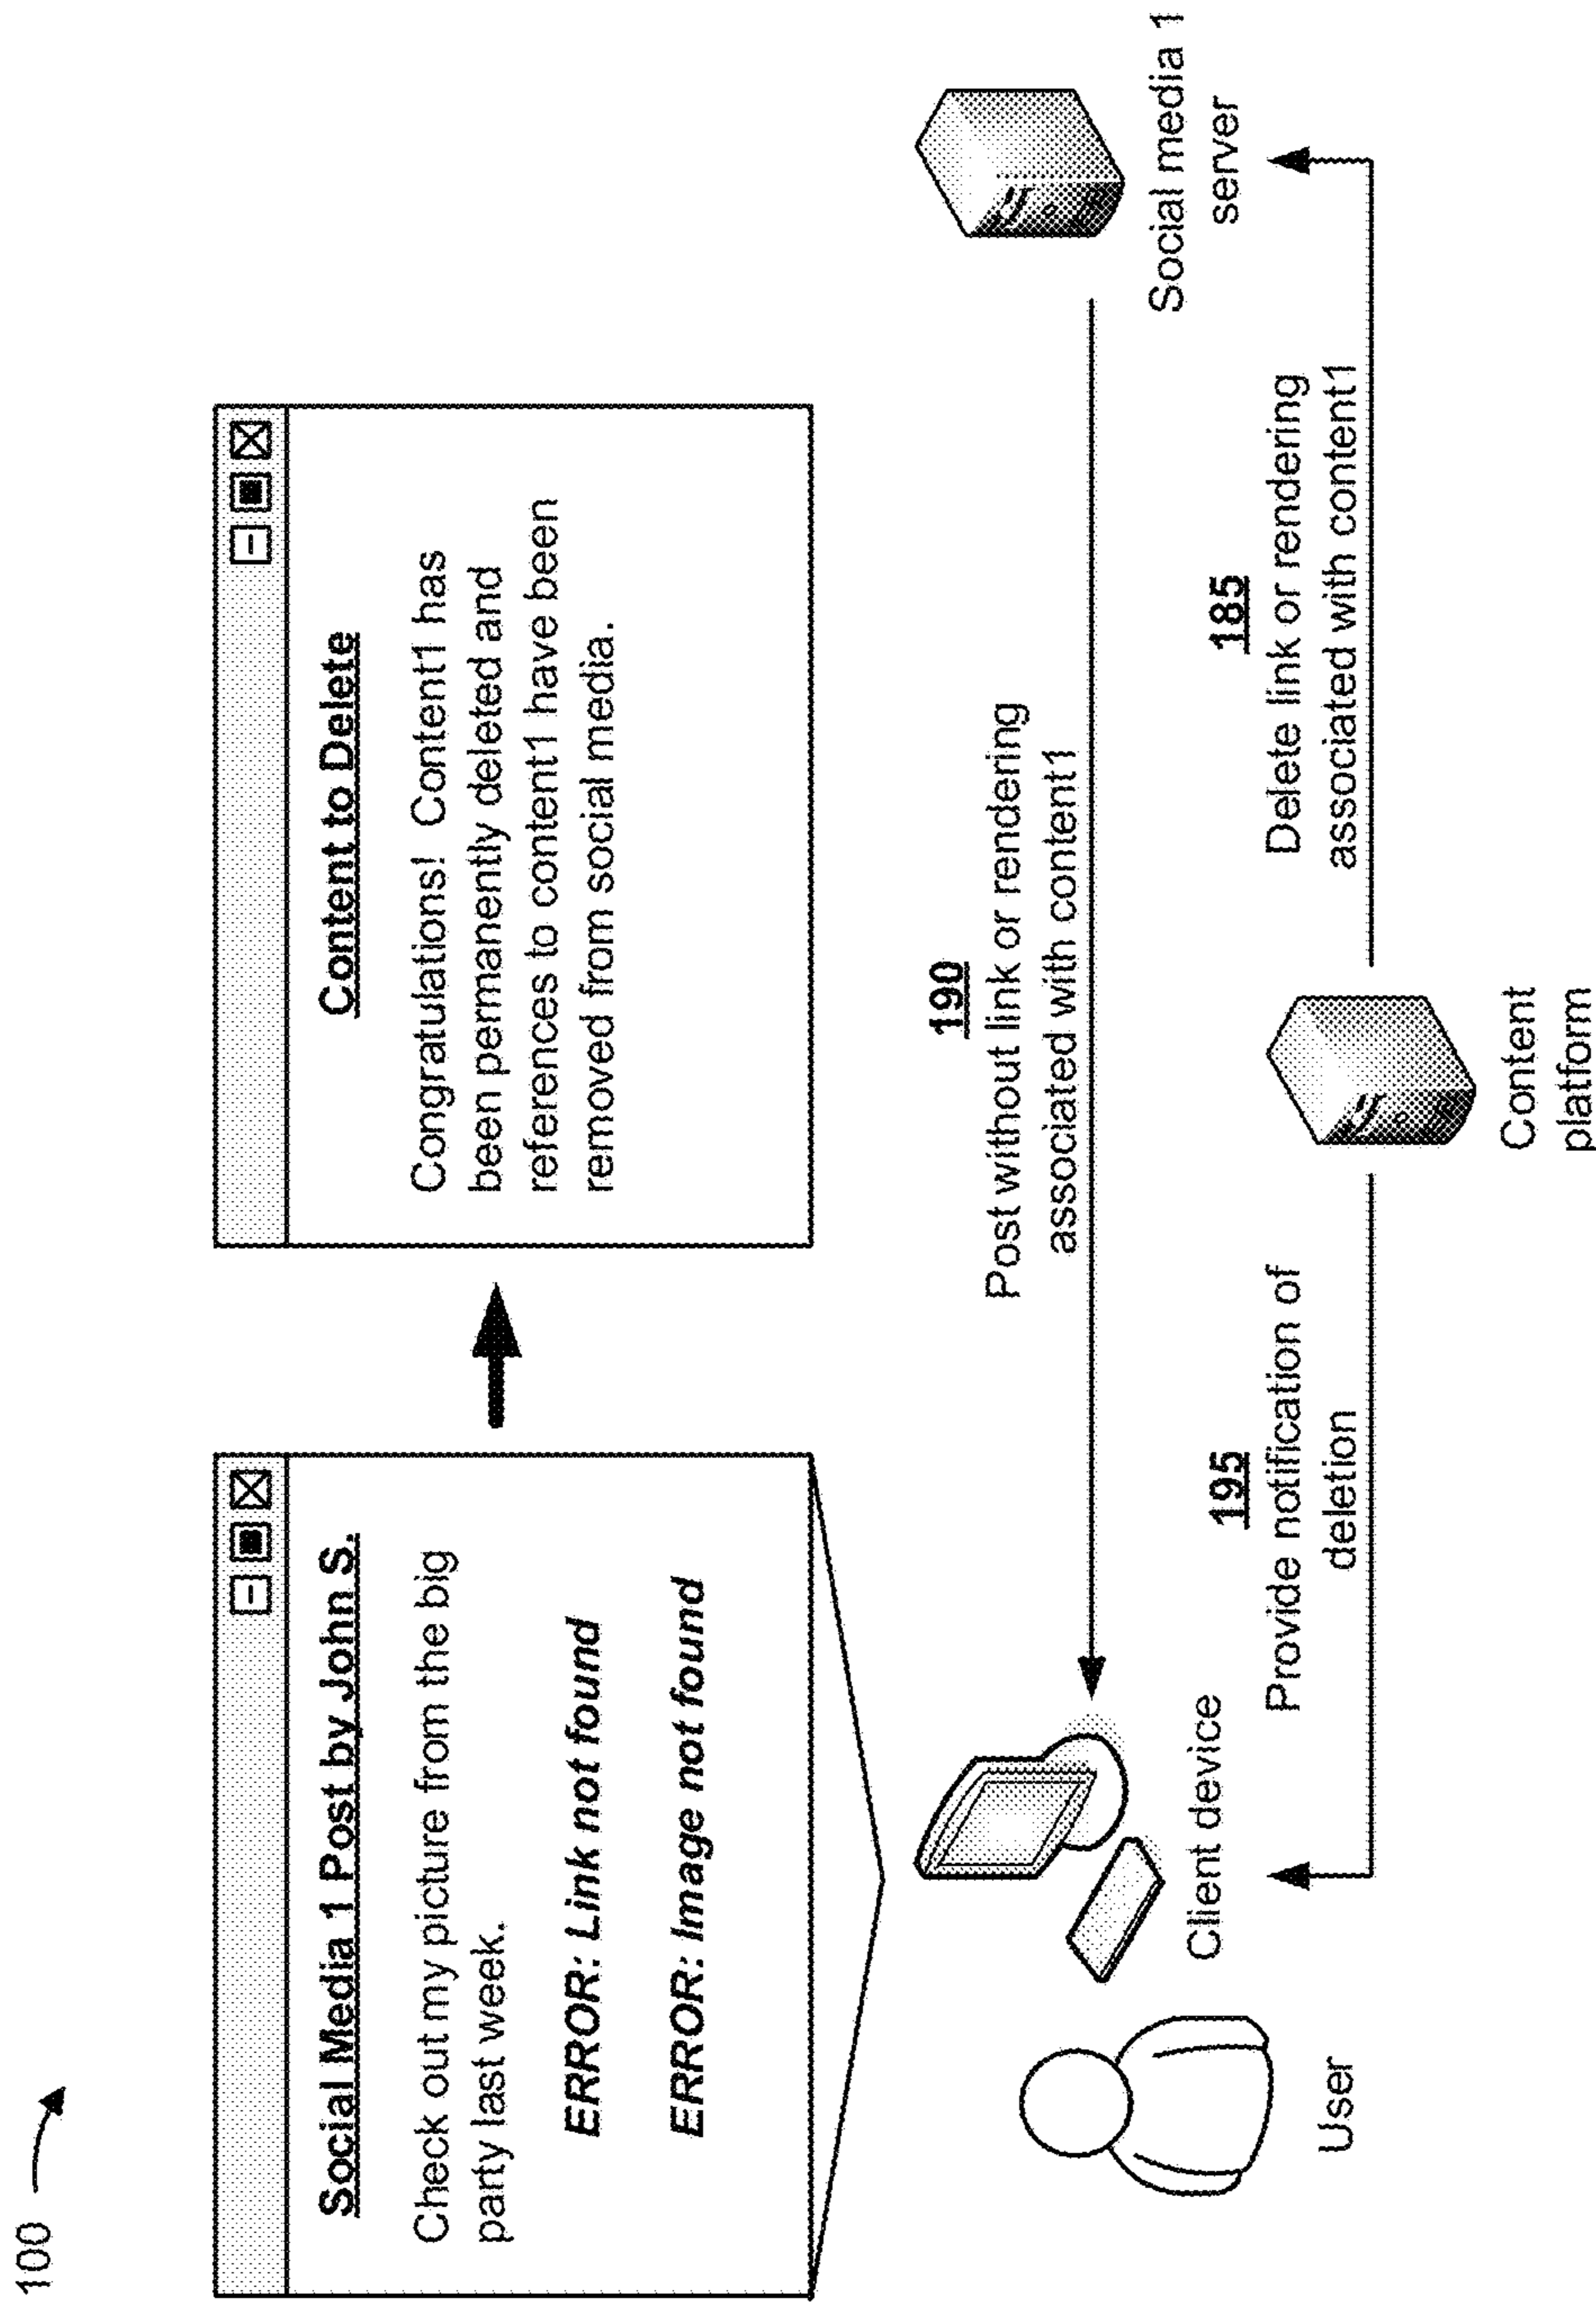 100
Social Media 1 Post by John S.
Check out my picture from the big
party last week.
ERROR: Link not found
ERROR: Image not found
Content to Delete
Congratulations! Content1 has
been permanently deleted and
references to content1 have been
removed from social media.
190
Post without link or rendering
associated with content1
Social media 1
server
User
Client device
195
Provide notification of
deletion
185
Delete link or rendering
associated with content1
Content
platform